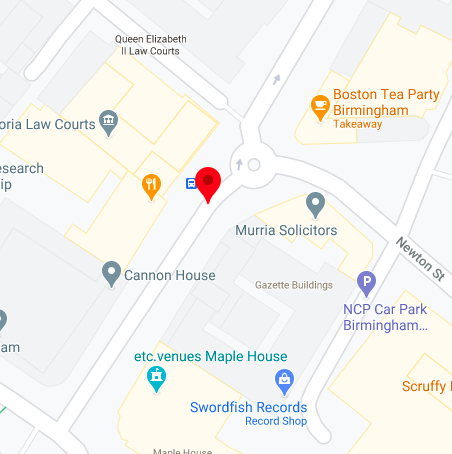 Queen Elizabeth
II Law Courts
Boston Tea Party
Birmingham
Takeaway
oria Law Courts
esearch
ip
Murria Solicitors
Newton St
Cannon House
Gazette Buildings
P
NCP Car Park
Birmingham...
am
etc.venues Maple House
Swordfish Records
Record Shop
Scruffy
Maple House